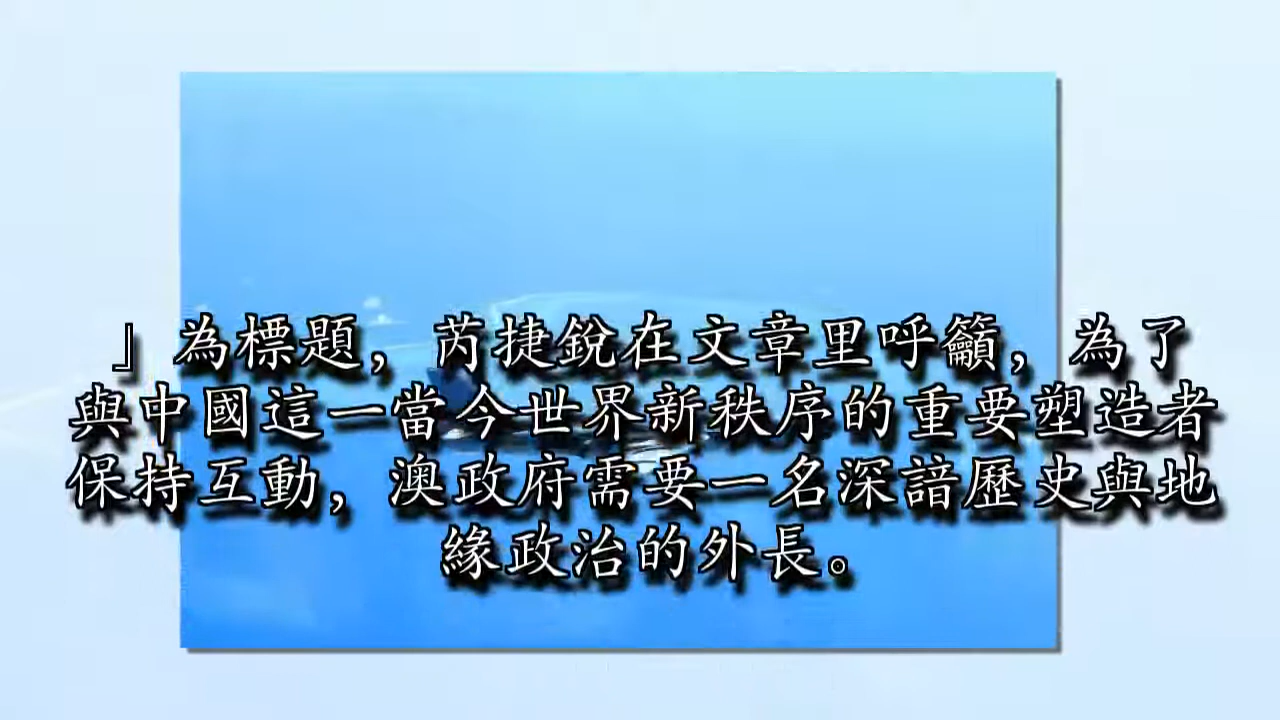 』為標題，芮捷銳在文章里呼籲，為了
與中國這一當今世界新秩序的重要塑造者
保持互動，澳政府需要一名深諳歷史與地
緣政治的外長。